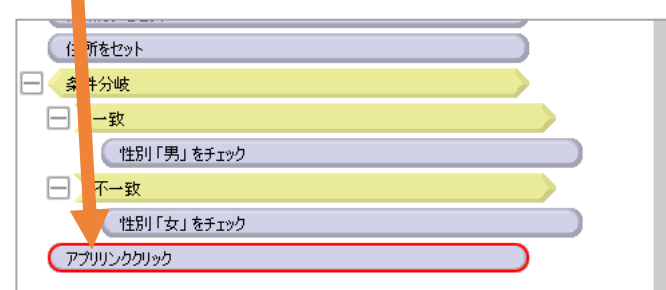 住所をセット
条件分岐
一致
性別「男」をチェック
不一致
性別「女」をチェック
アプリリンククリック